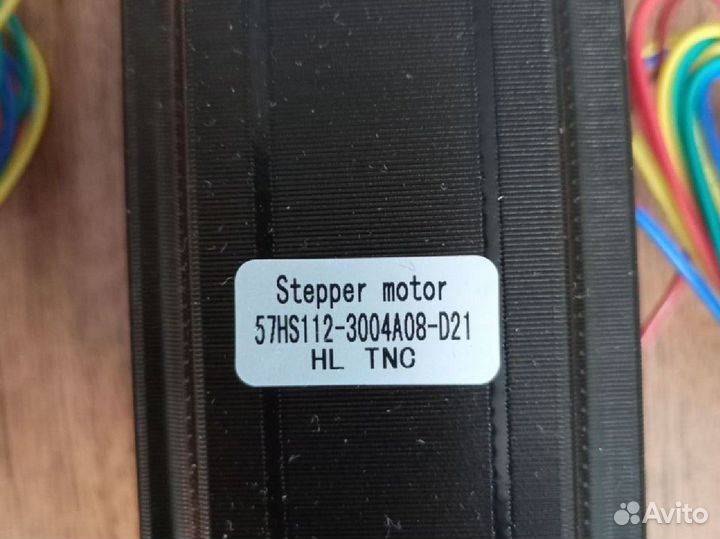 Stepper motor
57HS112-3004A08-D21
HL TNC
Avito